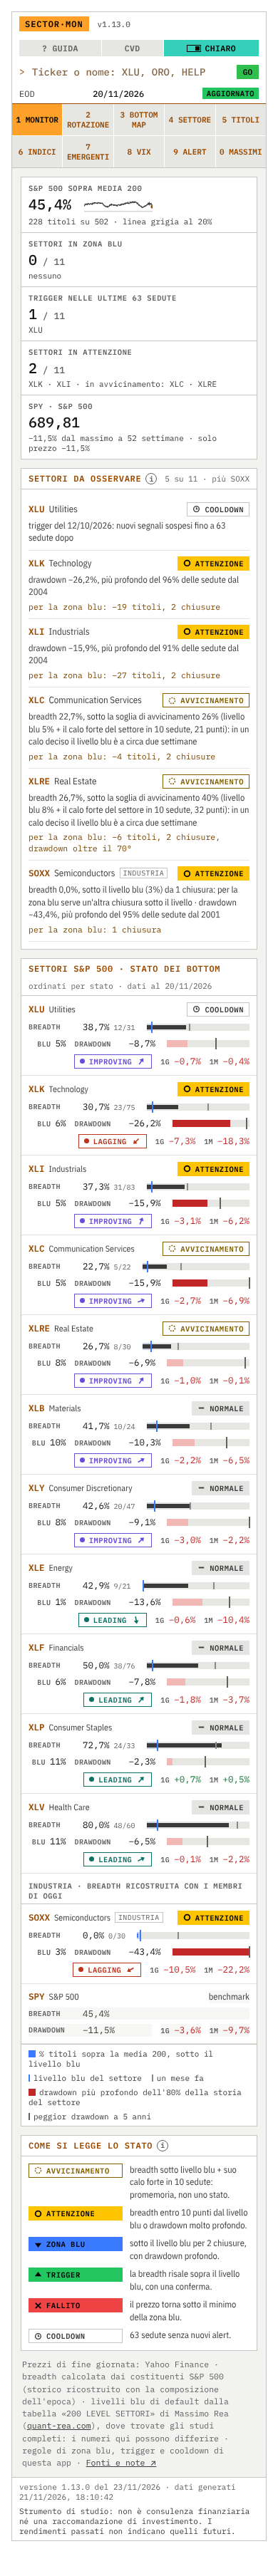 SECTOR·MON v1.13.0
? GUIDA CVD CHIARO
> Ticker o nome: XLU, ORO, HELP GO
EOD 20/11/2026 AGGIORNATO
1 MONITOR 2 ROTAZIONE 3 BOTTOM MAP 4 SETTORE 5 TITOLI
6 INDICI 7 EMERGENTI 8 VIX 9 ALERT 0 MASSIMI
S&P 500 SOPRA MEDIA 200
45,4%
228 titoli su 502 · linea grigia al 20%
SETTORI IN ZONA BLU
0 / 11
nessuno
TRIGGER NELLE ULTIME 63 SEDUTE
1 / 11
XLU
SETTORI IN ATTENZIONE
2 / 11
XLK · XLI · in avvicinamento: XLC · XLRE
SPY · S&P 500
689,81
−11,5% dal massimo a 52 settimane · solo
prezzo −11,5%
SETTORI DA OSSERVARE i 5 su 11 · più SOXX
XLU Utilities COOLDOWN
trigger del 12/10/2026: nuovi segnali sospesi fino a 63
sedute dopo
XLK Technology ATTENZIONE
drawdown −26,2%, più profondo del 96% delle sedute dal
2004
per la zona blu: −19 titoli, 2 chiusure
XLI Industrials ATTENZIONE
drawdown −15,9%, più profondo del 91% delle sedute dal
2004
per la zona blu: −27 titoli, 2 chiusure
XLC Communication Services AVVICINAMENTO
breadth 22,7%, sotto la soglia di avvicinamento 26% (livello
blu 5% + il calo forte del settore in 10 sedute, 21 punti): in un
calo deciso il livello blu è a circa due settimane
per la zona blu: −4 titoli, 2 chiusure
XLRE Real Estate AVVICINAMENTO
breadth 26,7%, sotto la soglia di avvicinamento 40% (livello
blu 8% + il calo forte del settore in 10 sedute, 32 punti): in un
calo deciso il livello blu è a circa due settimane
per la zona blu: −6 titoli, 2 chiusure,
drawdown oltre il 70°
SOXX Semiconductors INDUSTRIA ATTENZIONE
breadth 0,0%, sotto il livello blu (3%) da 1 chiusura: per la
zona blu serve un'altra chiusura sotto il livello · drawdown
−43,4%, più profondo del 95% delle sedute dal 2001
per la zona blu: 1 chiusura
SETTORI S&P 500 · STATO DEI BOTTOM
ordinati per stato · dati al 20/11/2026
XLU Utilities COOLDOWN
BREADTH 38,7% 12/31
BLU 5% DRAWDOWN −8,7%
IMPROVING ↗ 1G −0,7% 1M −0,4%
XLK Technology ATTENZIONE
BREADTH 30,7% 23/75
BLU 6% DRAWDOWN −26,2%
LAGGING ↙ 1G −7,3% 1M −18,3%
XLI Industrials ATTENZIONE
BREADTH 37,3% 31/83
BLU 5% DRAWDOWN −15,9%
IMPROVING ↗ 1G −3,1% 1M −6,2%
XLC Communication Services AVVICINAMENTO
BREADTH 22,7% 5/22
BLU 5% DRAWDOWN −15,9%
IMPROVING → 1G −2,7% 1M −6,9%
XLRE Real Estate AVVICINAMENTO
BREADTH 26,7% 8/30
BLU 8% DRAWDOWN −6,9%
IMPROVING ↗ 1G −1,0% 1M −0,1%
XLB Materials NORMALE
BREADTH 41,7% 10/24
BLU 10% DRAWDOWN −10,3%
IMPROVING → 1G −2,2% 1M −6,5%
XLY Consumer Discretionary NORMALE
BREADTH 42,6% 20/47
BLU 8% DRAWDOWN −9,1%
IMPROVING ↗ 1G −3,0% 1M −2,2%
XLE Energy NORMALE
BREADTH 42,9% 9/21
BLU 1% DRAWDOWN −13,6%
LEADING ↓ 1G −0,6% 1M −10,4%
XLF Financials NORMALE
BREADTH 50,0% 38/76
BLU 6% DRAWDOWN −7,8%
LEADING ↗ 1G −1,8% 1M −3,7%
XLP Consumer Staples NORMALE
BREADTH 72,7% 24/33
BLU 11% DRAWDOWN −2,3%
LEADING ↗ 1G +0,7% 1M +0,5%
XLV Health Care NORMALE
BREADTH 80,0% 48/60
BLU 11% DRAWDOWN −6,5%
LEADING → 1G −0,1% 1M −2,2%
INDUSTRIA · BREADTH RICOSTRUITA CON I MEMBRI
DI OGGI
SOXX Semiconductors INDUSTRIA ATTENZIONE
BREADTH 0,0% 0/30
BLU 3% DRAWDOWN −43,4%
LAGGING ↙ 1G −10,5% 1M −22,2%
SPY S&P 500 benchmark
BREADTH 45,4%
DRAWDOWN −11,5% 1G −3,6% 1M −9,7%
% titoli sopra la media 200, sotto il
livello blu
livello blu del settore un mese fa
drawdown più profondo dell'80% della storia
del settore
peggior drawdown a 5 anni
COME SI LEGGE LO STATO i
AVVICINAMENTO breadth sotto livello blu + suo
calo forte in 10 sedute:
promemoria, non uno stato.
ATTENZIONE breadth entro 10 punti dal livello
blu o drawdown molto profondo.
ZONA BLU sotto il livello blu per 2 chiusure,
con drawdown profondo.
TRIGGER la breadth risale sopra il livello
blu, con una conferma.
FALLITO il prezzo torna sotto il minimo
della zona blu.
COOLDOWN 63 sedute senza nuovi alert.
Prezzi di fine giornata: Yahoo Finance ·
breadth calcolata dai costituenti S&P 500
(storico ricostruito con la composizione
dell'epoca) · livelli blu di default dalla
tabella «200 LEVEL SETTORI» di Massimo Rea
(quant-rea.com), dove trovate gli studi
completi: i numeri qui possono differire ·
regole di zona blu, trigger e cooldown di
questa app · Fonti e note ↗
versione 1.13.0 del 23/11/2026 · dati generati
21/11/2026, 18:10:42
Strumento di studio: non è consulenza finanziaria
né una raccomandazione di investimento. I
rendimenti passati non indicano quelli futuri.